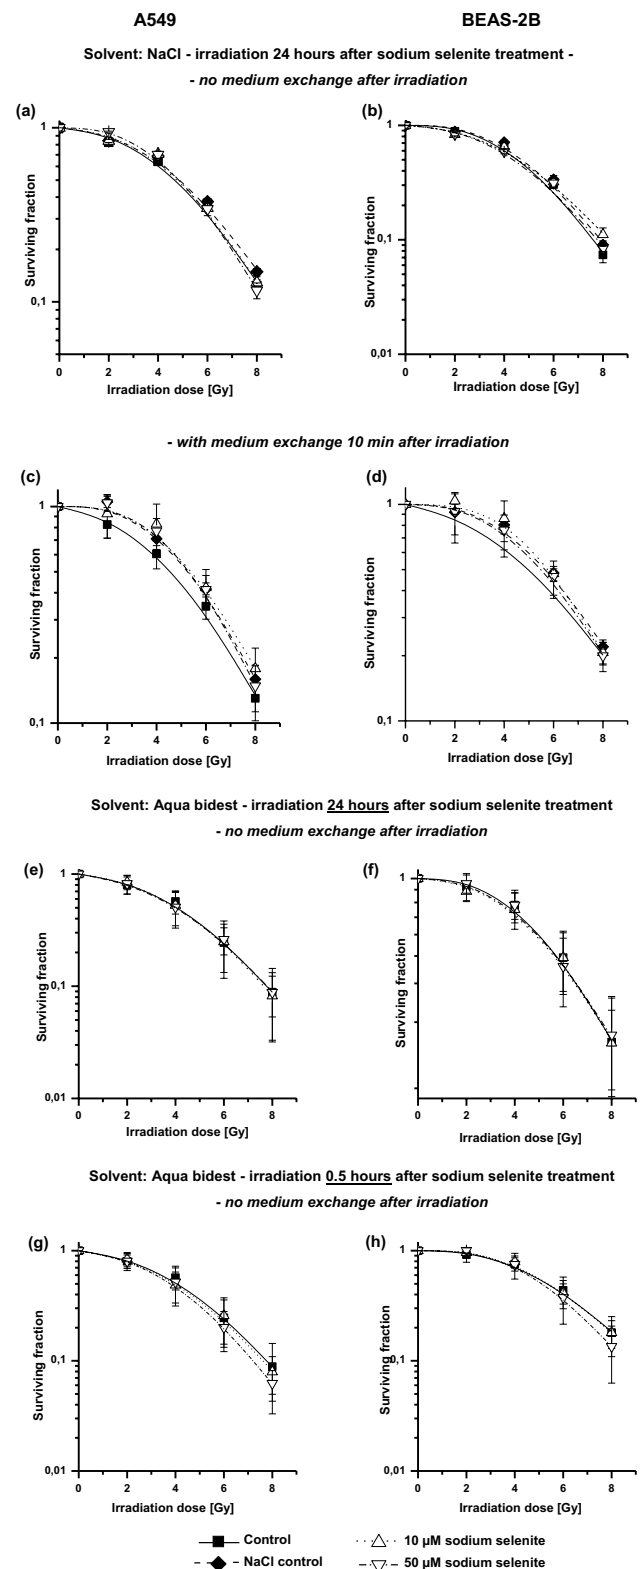 A549 BEAS-2B
Solvent: NaCl - irradiation 24 hours after sodium selenite treatment -
- no medium exchange after irradiation
(a) (b)
1 1
Surviving fraction Surviving fraction
0,1 0,1
0,01
0 2 4 6 8 0 2 4 6 8
Irradiation dose [Gy] Irradiation dose [Gy]
- with medium exchange 10 min after irradiation
(c) (d)
1 1
Surviving fraction Surviving fraction
0,1 0,1
0 2 4 6 8 0 2 4 6 8
Irradiation dose [Gy] Irradiation dose [Gy]
Solvent: Aqua bidest - irradiation 24 hours after sodium selenite treatment
- no medium exchange after irradiation
(e) (f)
1 1
Surviving fraction Surviving fraction
0,1
0,01
0 2 4 6 8 0 2 4 6 8
Irradiation dose [Gy] Irradiation dose [Gy]
Solvent: Aqua bidest - irradiation 0.5 hours after sodium selenite treatment
- no medium exchange after irradiation
(g) (h)
1 1
Surviving fraction Surviving fraction
0,1 0,1
0,01 0,01
0 2 4 6 8 0 2 4 6 8
Irradiation dose [Gy] Irradiation dose [Gy]
Control 10 µM sodium selenite
NaCl control 50 µM sodium selenite